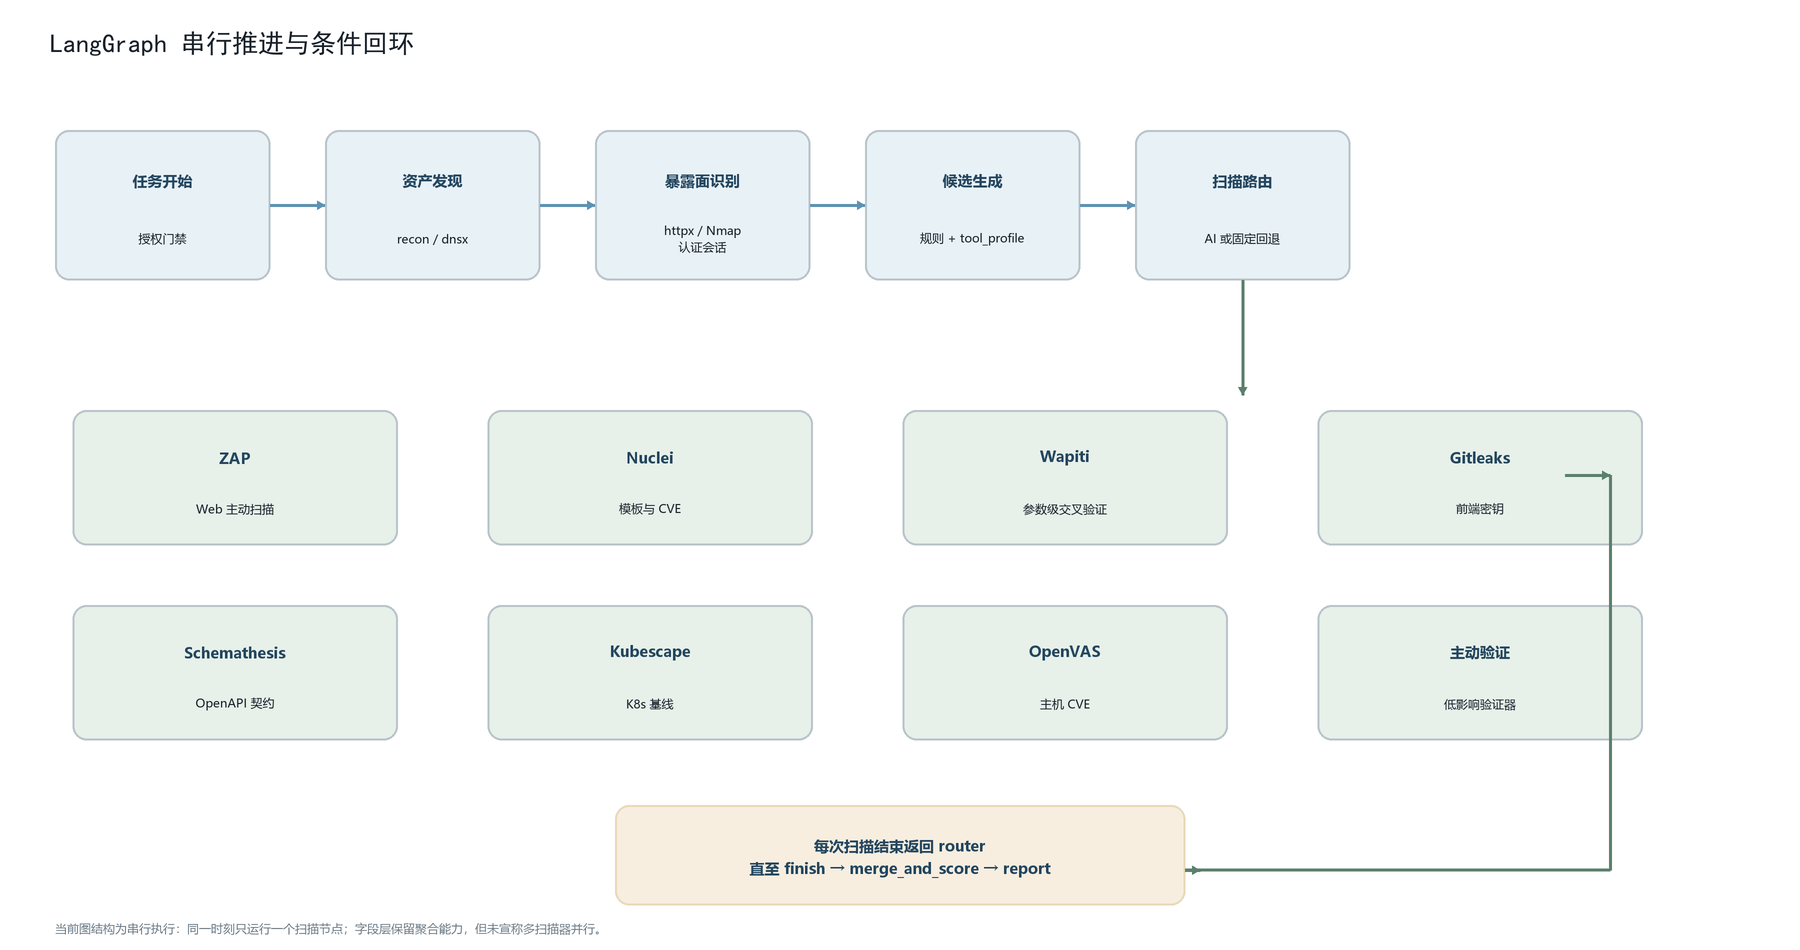 LangGraph 串行推进与条件回环
任务开始
授权门禁
资产发现
recon / dnsx
暴露面识别
httpx / Nmap
认证会话
候选生成
规则 + tool_profile
扫描路由
AI 或固定回退
ZAP
Web 主动扫描
Nuclei
模板与 CVE
Wapiti
参数级交叉验证
Gitleaks
前端密钥
Schemathesis
OpenAPI 契约
Kubescape
K8s 基线
OpenVAS
主机 CVE
主动验证
低影响验证器
每次扫描结束返回 router
直至 finish → merge_and_score → report
当前图结构为串行执行：同一时刻只运行一个扫描节点；字段层保留聚合能力，但未宣称多扫描器并行。